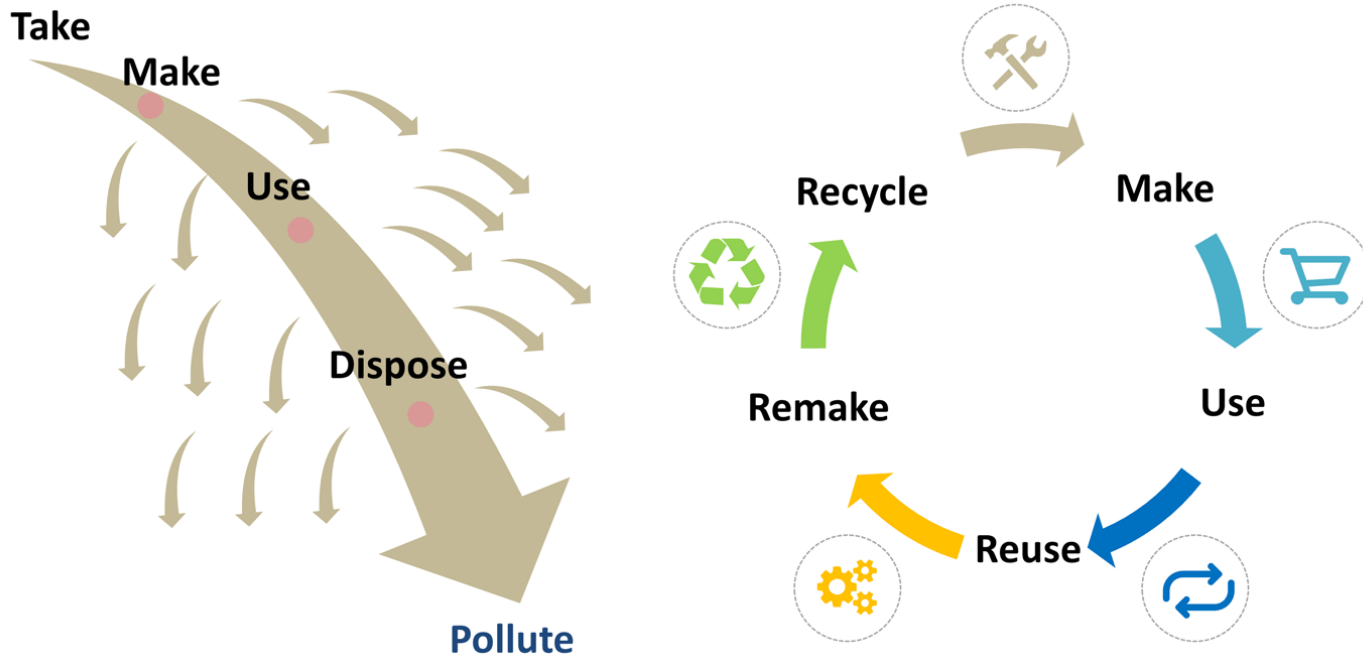 Take
Make
Use
Dispose
Pollute
Recycle
Make
Remake
Use
Reuse